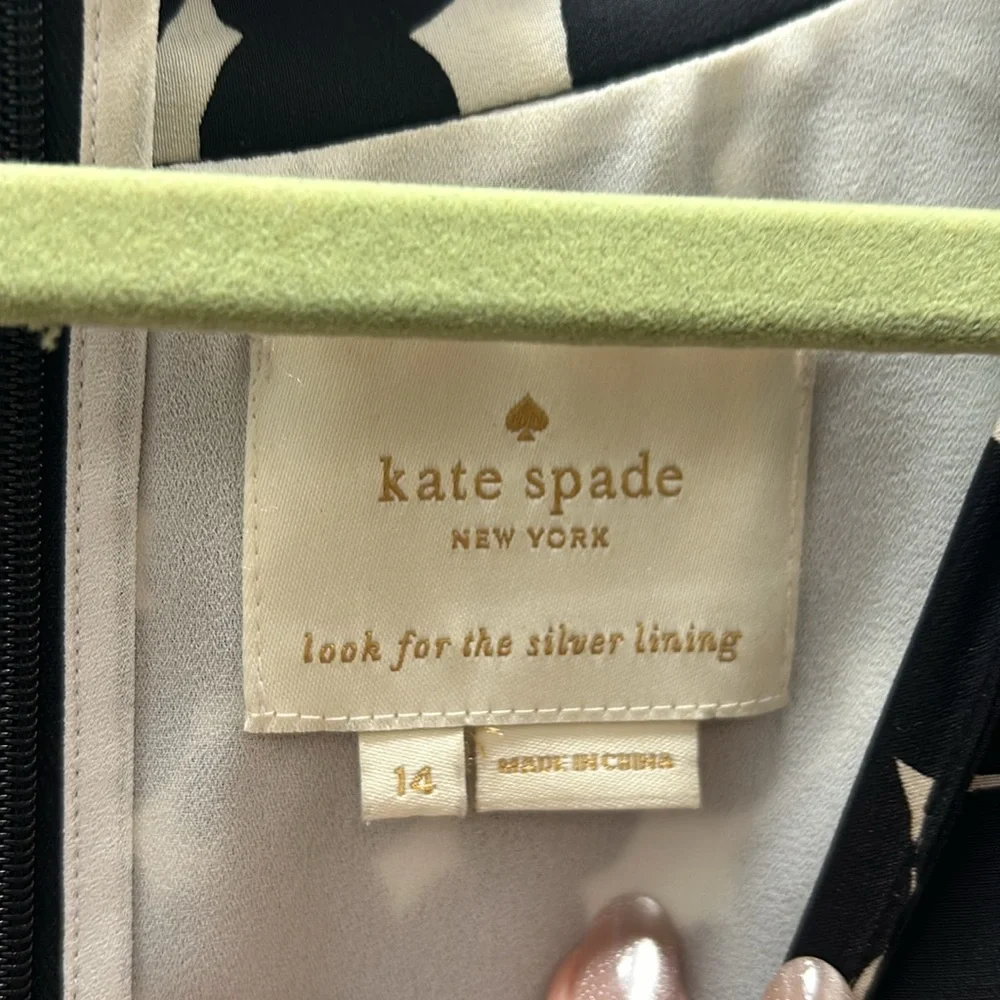 kate spade
NEW YORK
look for the silver lining
14
MADE IN CHINA